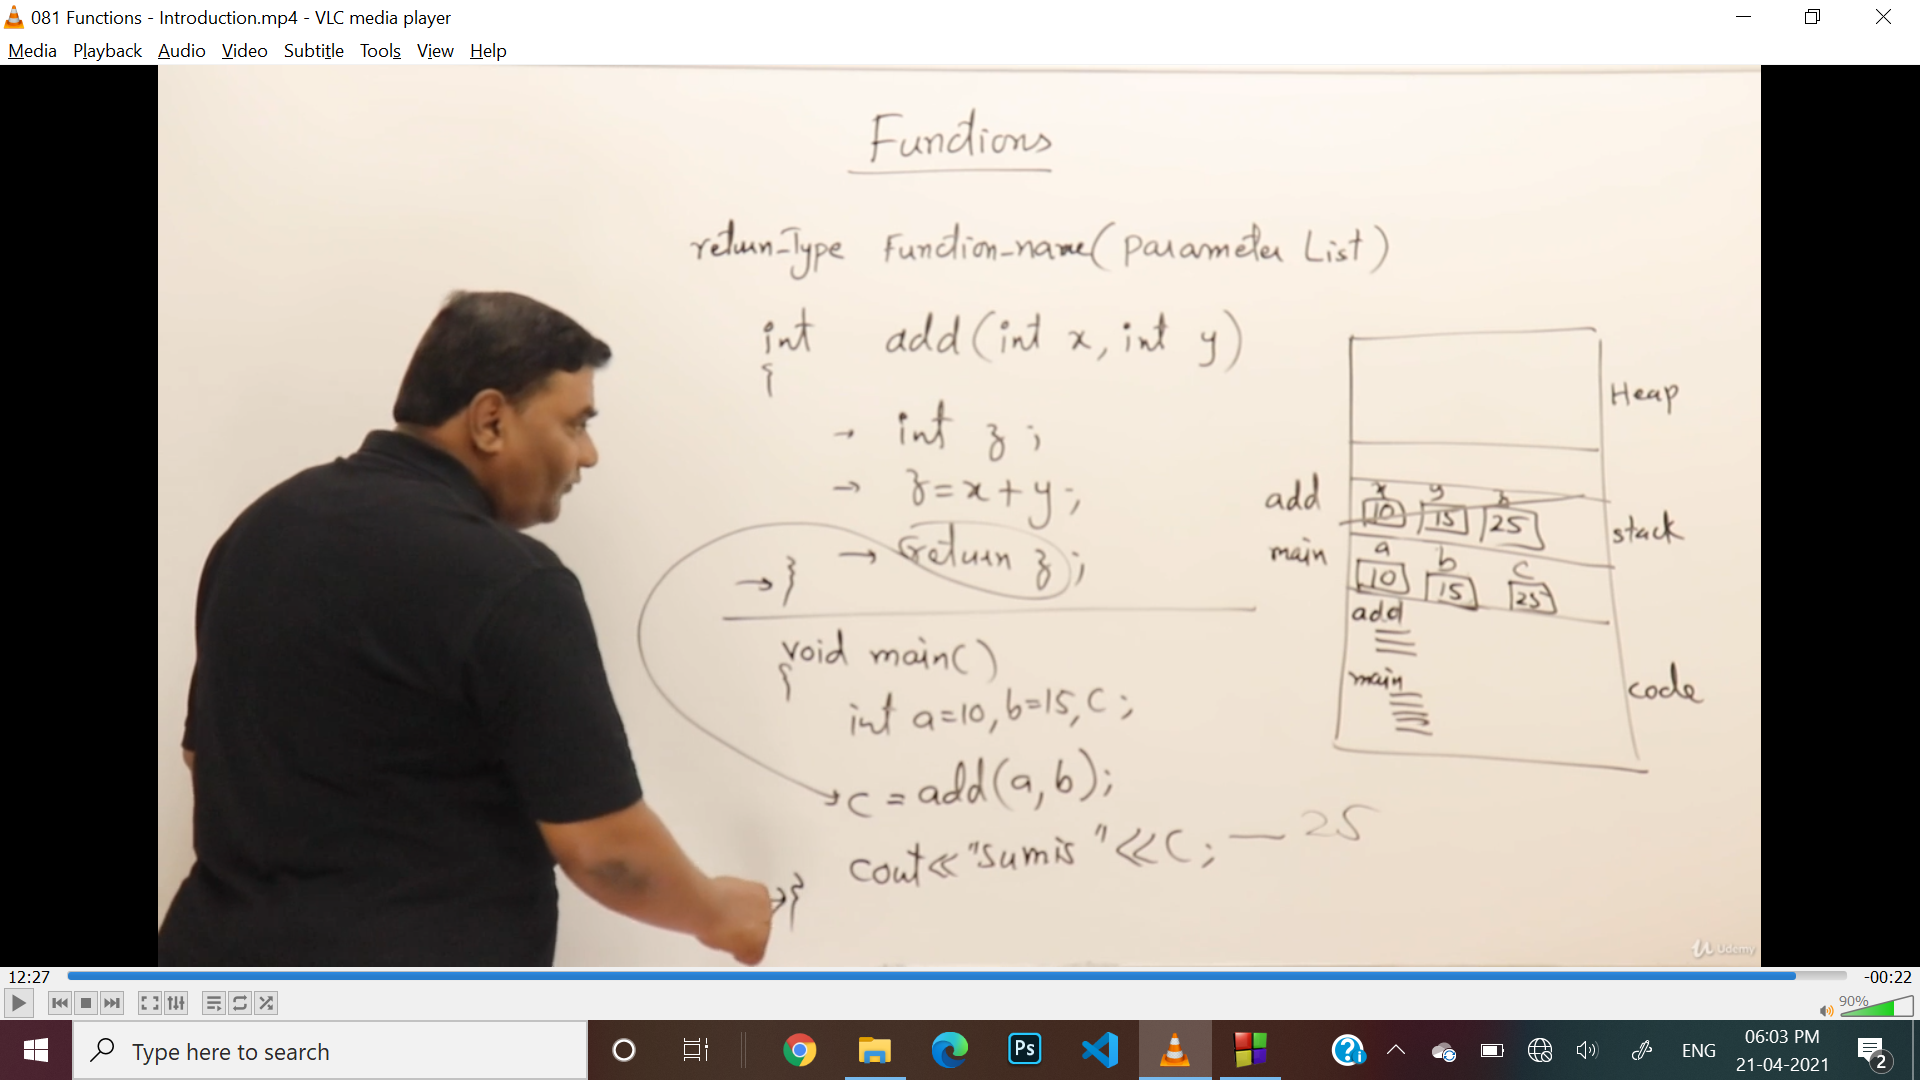 081 Functions - Introduction.mp4 - VLC media player
Media Playback Audio Video Subtitle Tools View Help
Functions
return-Type Function-name(Parameter List)
int add(int x, int y)
{
→ int z;
→ z=x+y;
→ return z;
→ }
void main()
{
int a=10, b=15, c;
c = add(a, b);
cout<<"sum is "<<c; — 25
→ }
Heap
add
x y
10 15 25
stack
main
a b c
10 15 25
add
main
code
Udemy
12:27
-00:22
90%
Type here to search
Ps
ENG
06:03 PM
21-04-2021
2